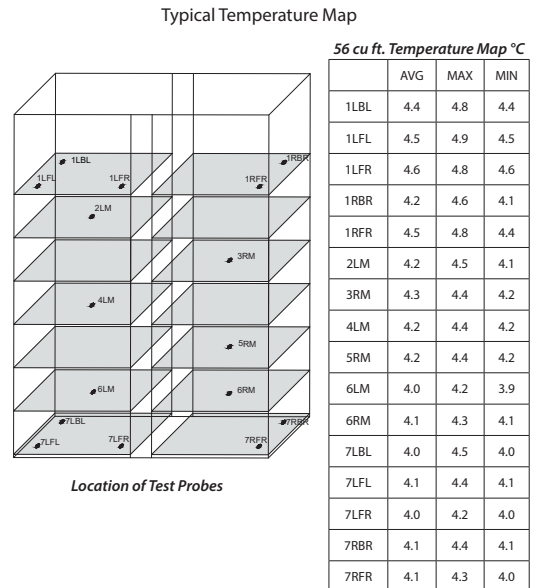 Typical Temperature Map
56 cu ft. Temperature Map °C
AVG MAX MIN
1LBL 4.4 4.8 4.4
1LFL 4.5 4.9 4.5
1LFR 4.6 4.8 4.6
1RBR 4.2 4.6 4.1
1RFR 4.5 4.8 4.4
2LM 4.2 4.5 4.1
3RM 4.3 4.4 4.2
4LM 4.2 4.4 4.2
5RM 4.2 4.4 4.2
6LM 4.0 4.2 3.9
6RM 4.1 4.3 4.1
7LBL 4.0 4.5 4.0
7LFL 4.1 4.4 4.1
7LFR 4.0 4.2 4.0
7RBR 4.1 4.4 4.1
7RFR 4.1 4.3 4.0
1LBL
1RBR
1LFL
1LFR
1RFR
2LM
3RM
4LM
5RM
6LM
6RM
7LBL
7RBR
7LFL
7LFR
7RFR
Location of Test Probes